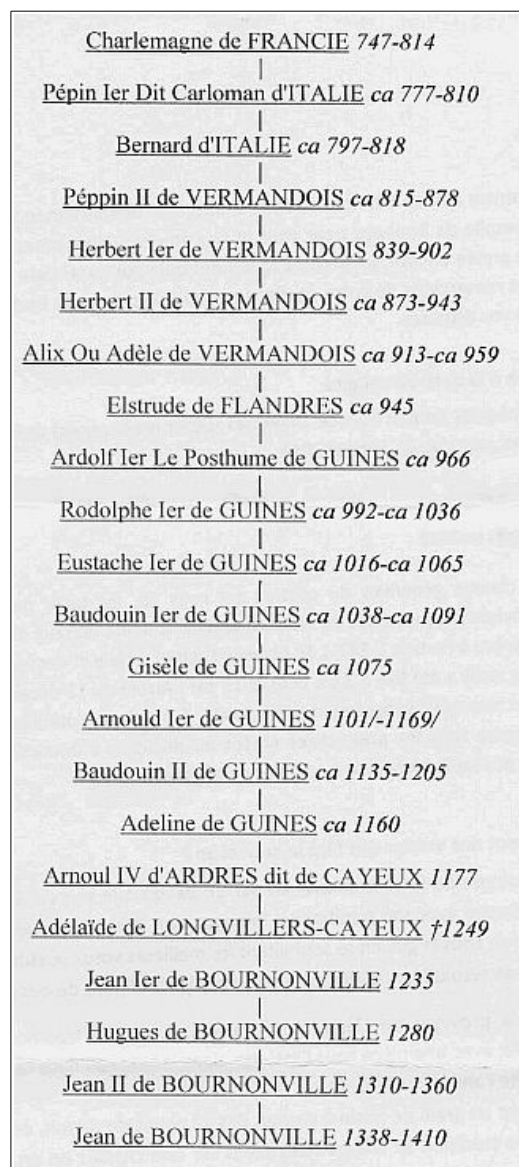 Charlemagne de FRANCIE 747-814
Pépin Ier Dit Carloman d'ITALIE ca 777-810
Bernard d'ITALIE ca 797-818
Péppin II de VERMANDOIS ca 815-878
Herbert Ier de VERMANDOIS 839-902
Herbert II de VERMANDOIS ca 873-943
Alix Ou Adèle de VERMANDOIS ca 913-ca 959
Elstrude de FLANDRES ca 945
Ardolf Ier Le Posthume de GUINES ca 966
Rodolphe Ier de GUINES ca 992-ca 1036
Eustache Ier de GUINES ca 1016-ca 1065
Baudouin Ier de GUINES ca 1038-ca 1091
Gisèle de GUINES ca 1075
Arnould Ier de GUINES 1101/-1169/
Baudouin II de GUINES ca 1135-1205
Adeline de GUINES ca 1160
Arnoul IV d'ARDRES dit de CAYEUX 1177
Adélaïde de LONGVILLERS-CAYEUX †1249
Jean Ier de BOURNONVILLE 1235
Hugues de BOURNONVILLE 1280
Jean II de BOURNONVILLE 1310-1360
Jean de BOURNONVILLE 1338-1410